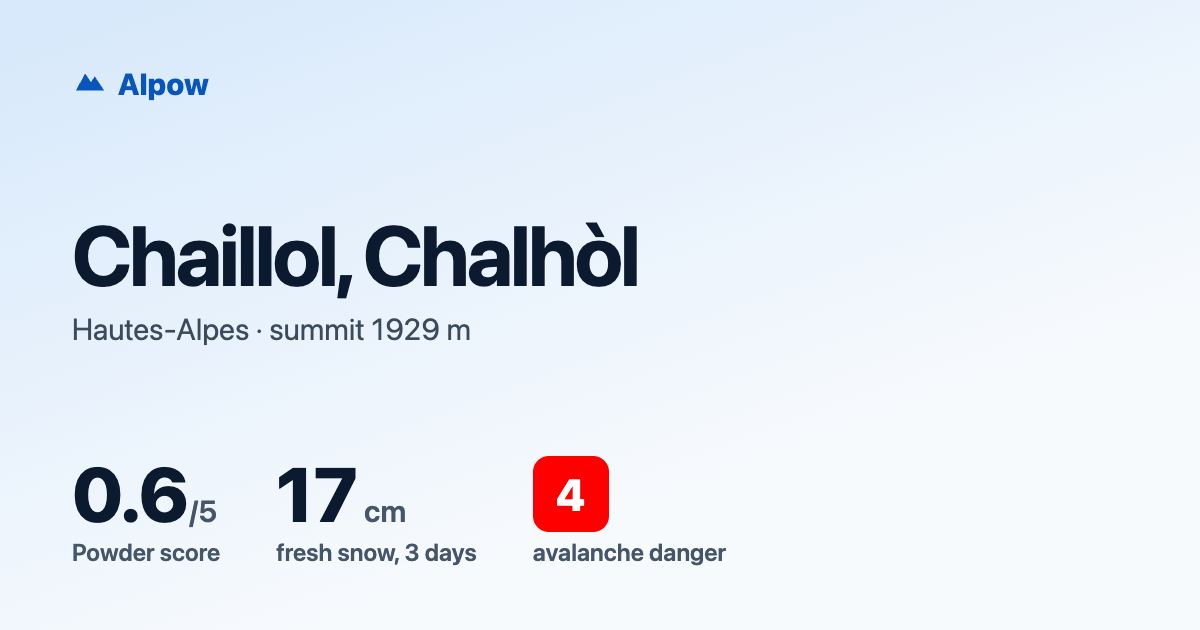 Alpow
Chaillol, Chalhòl
Hautes-Alpes · summit 1929 m
0.6/5
Powder score
17 cm
fresh snow, 3 days
4
avalanche danger